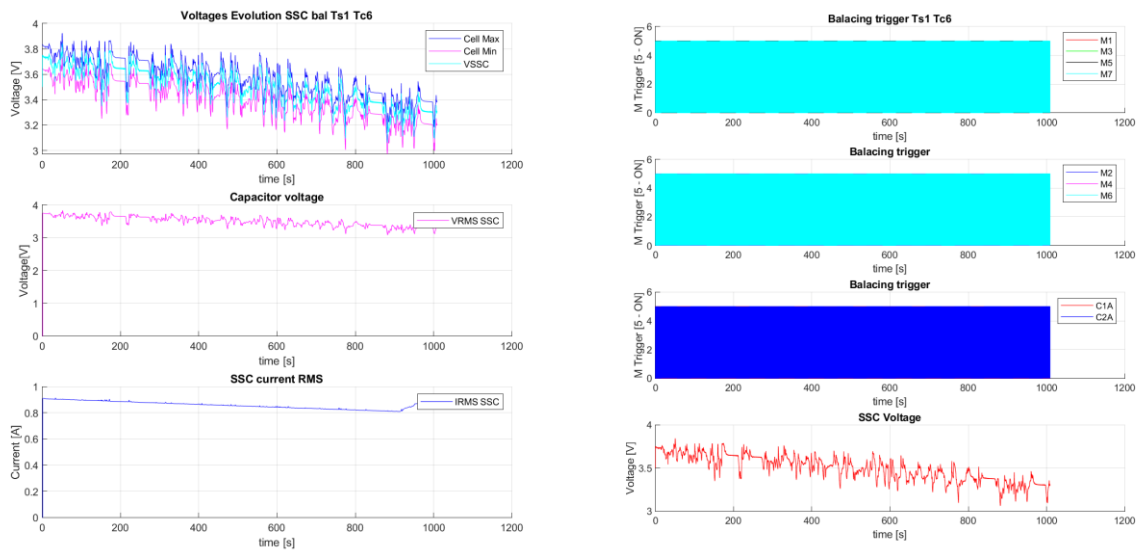 Voltages Evolution SSC bal Ts1 Tc6
4
3.8
3.6
3.4
3.2
3
Voltage [V]
Cell Max
Cell Min
VSSC
0 200 400 600 800 1000 1200
time [s]
Capacitor voltage
4
3
2
1
0
Voltage[V]
VRMS SSC
0 200 400 600 800 1000 1200
time [s]
SSC current RMS
1
0.8
0.6
0.4
0.2
0
Current [A]
IRMS SSC
0 200 400 600 800 1000 1200
time [s]
Balacing trigger Ts1 Tc6
6
4
2
0
M Trigger [5 - ON]
M1
M3
M5
M7
0 200 400 600 800 1000 1200
time [s]
Balacing trigger
6
4
2
0
M Trigger [5 - ON]
M2
M4
M6
0 200 400 600 800 1000 1200
time [s]
Balacing trigger
6
4
2
0
M Trigger [5 - ON]
C1A
C2A
0 200 400 600 800 1000 1200
time [s]
SSC Voltage
4
3.5
3
Voltage [V]
0 200 400 600 800 1000 1200
time [s]